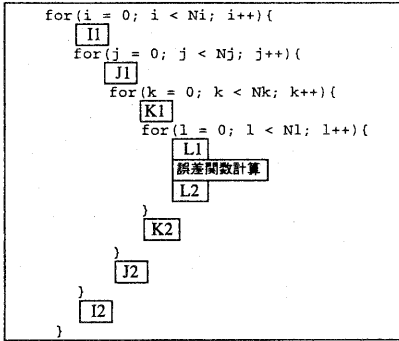 for(i = 0; i < Ni; i++){
I1
for(j = 0; j < Nj; j++){
J1
for(k = 0; k < Nk; k++){
K1
for(l = 0; l < Nl; l++){
L1
誤差関数計算
L2
}
K2
}
J2
}
I2
}